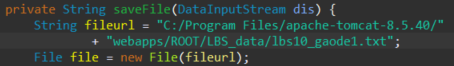 private String saveFile(DataInputStream dis) {
String fileurl = "C:/Program Files/apache-tomcat-8.5.40/"
+ "webapps/ROOT/LBS_data/lbs10_gaode1.txt";
File file = new File(fileurl);